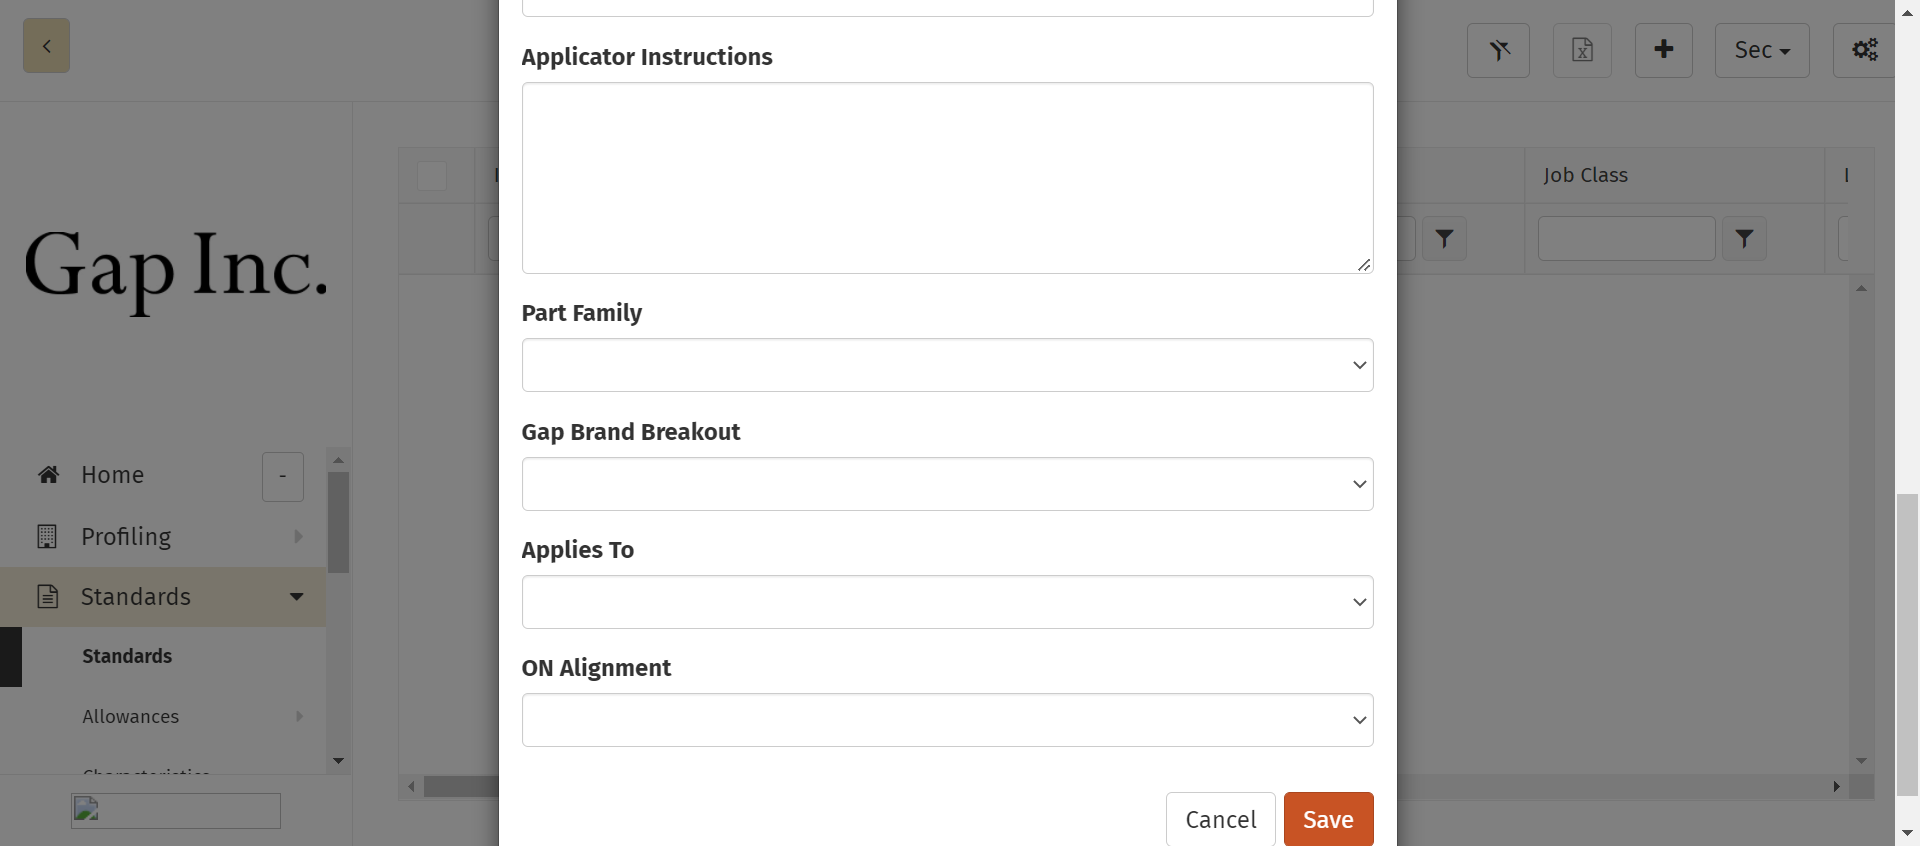 Applicator Instructions
Sec
Job Class
Gap Inc.
Part Family
Gap Brand Breakout
Home
-
Profiling
Applies To
Standards
Standards
ON Alignment
Allowances
Characteristics
Cancel
Save